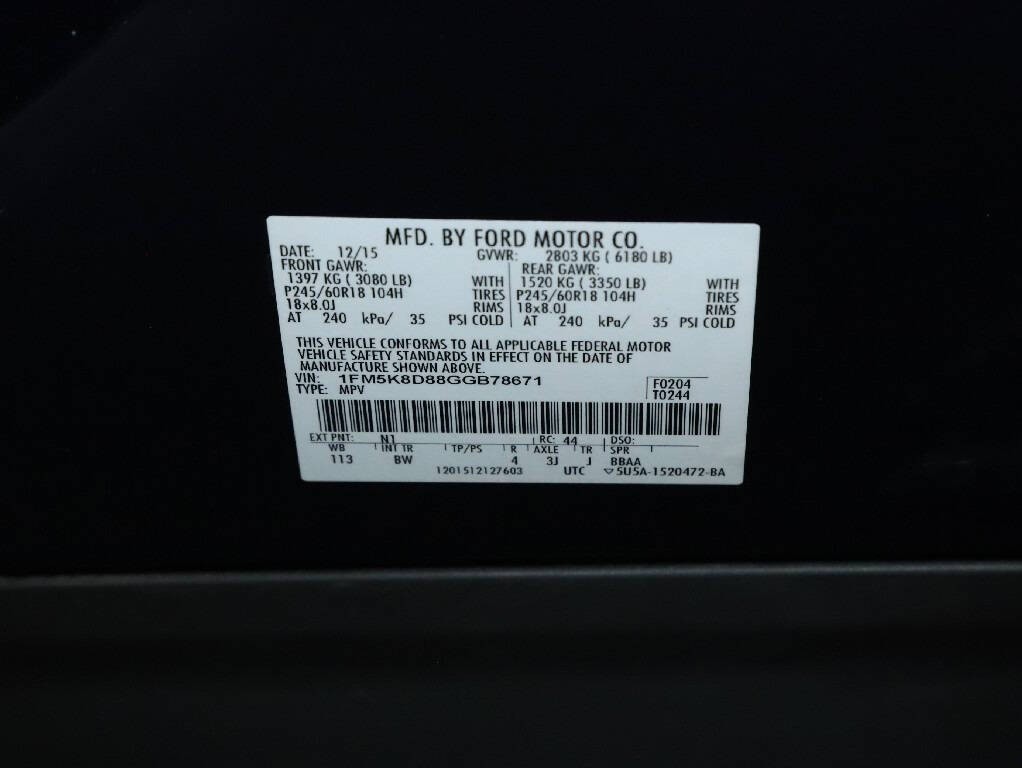 MFD. BY FORD MOTOR CO.
DATE: 12/15 GVWR: 2803 KG ( 6180 LB)
FRONT GAWR: REAR GAWR:
1397 KG ( 3080 LB) WITH 1520 KG ( 3350 LB) WITH
P245/60R18 104H TIRES P245/60R18 104H TIRES
18x8.0J RIMS 18x8.0J RIMS
AT 240 kPa/ 35 PSI COLD AT 240 kPa/ 35 PSI COLD
THIS VEHICLE CONFORMS TO ALL APPLICABLE FEDERAL MOTOR
VEHICLE SAFETY STANDARDS IN EFFECT ON THE DATE OF
MANUFACTURE SHOWN ABOVE.
VIN: 1FM5K8D88GGB78671 F0204
TYPE: MPV T0244
EXT PNT: N1 RC: 44 DSO:
WB INT TR TP/PS R AXLE TR SPR
113 BW 4 3J J BBAA
1201512127603 UTC ▽5U5A-1520472-BA